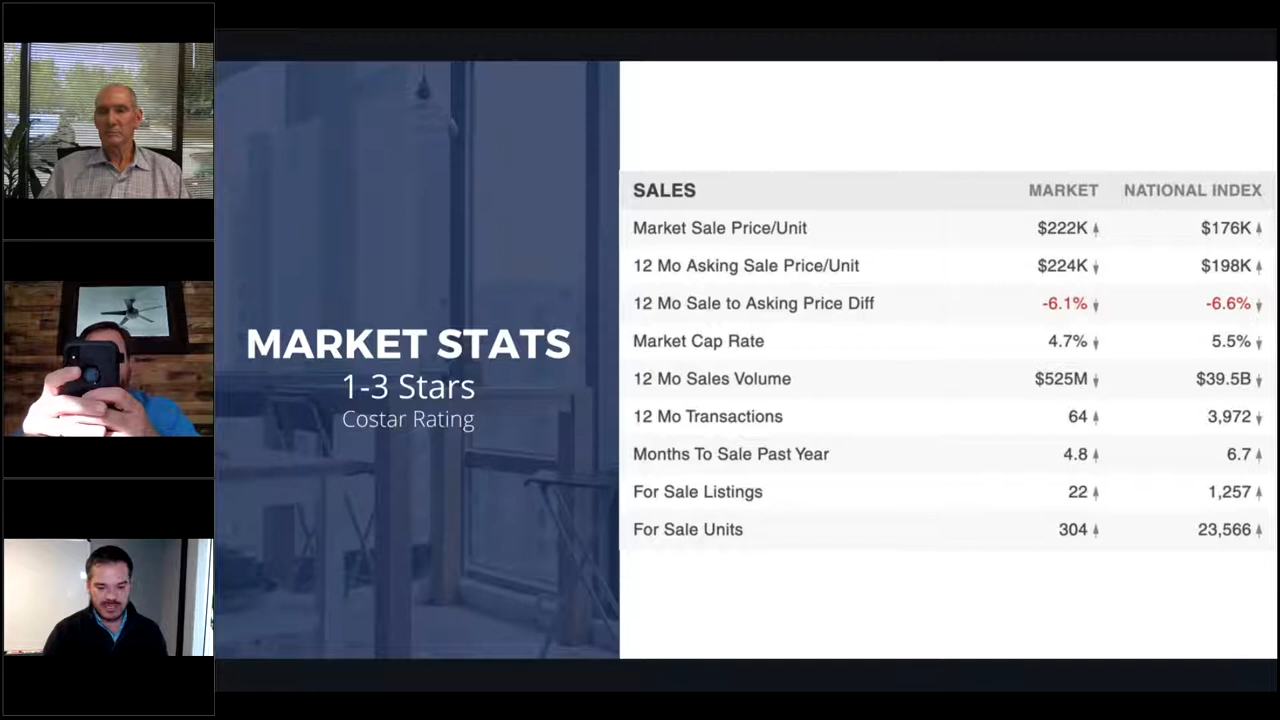 MARKET STATS
1-3 Stars
Costar Rating
SALES MARKET NATIONAL INDEX
Market Sale Price/Unit $222K $176K
12 Mo Asking Sale Price/Unit $224K $198K
12 Mo Sale to Asking Price Diff -6.1% -6.6%
Market Cap Rate 4.7% 5.5%
12 Mo Sales Volume $525M $39.5B
12 Mo Transactions 64 3,972
Months To Sale Past Year 4.8 6.7
For Sale Listings 22 1,257
For Sale Units 304 23,566